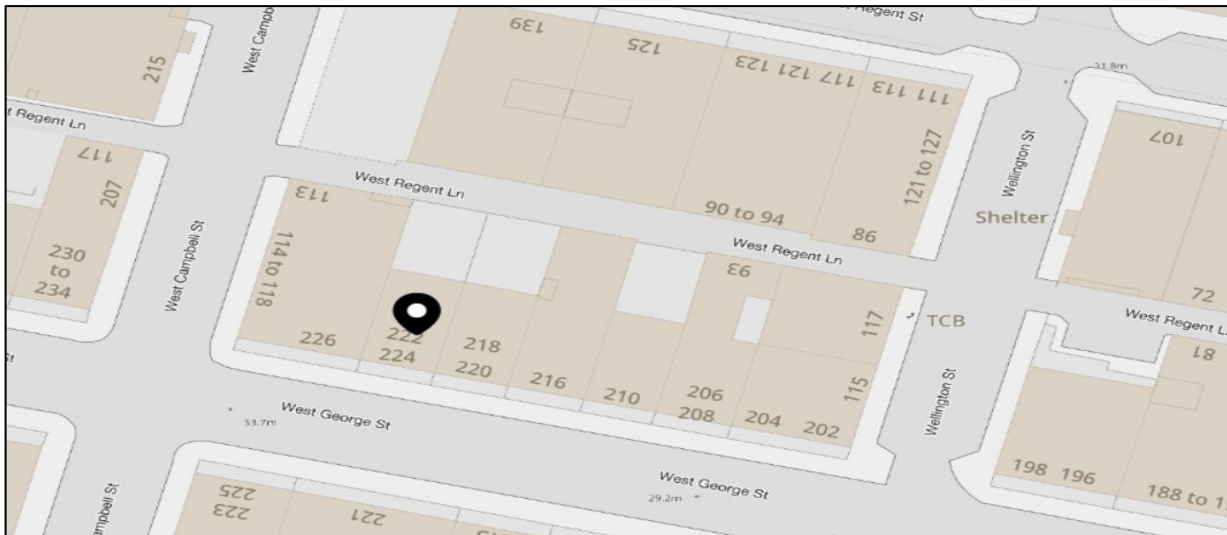 West Campb
Regent St
139
125
123 121 117 113 111
31.8m
215
t Regent Ln
117
207
107
Wellington St
121 to 127
West Regent Ln
113
90 to 94
86
Shelter
West Regent Ln
93
72
West Regent L
West Campbell St
230
to
234
114 to 118
117
TCB
226
222
224
218
220
216
210
206
208
204
202
115
81
Wellington St
St
West George St
33.7m
West George St
29.2m
198 196
188 to 1
225
223
221
ampbell St